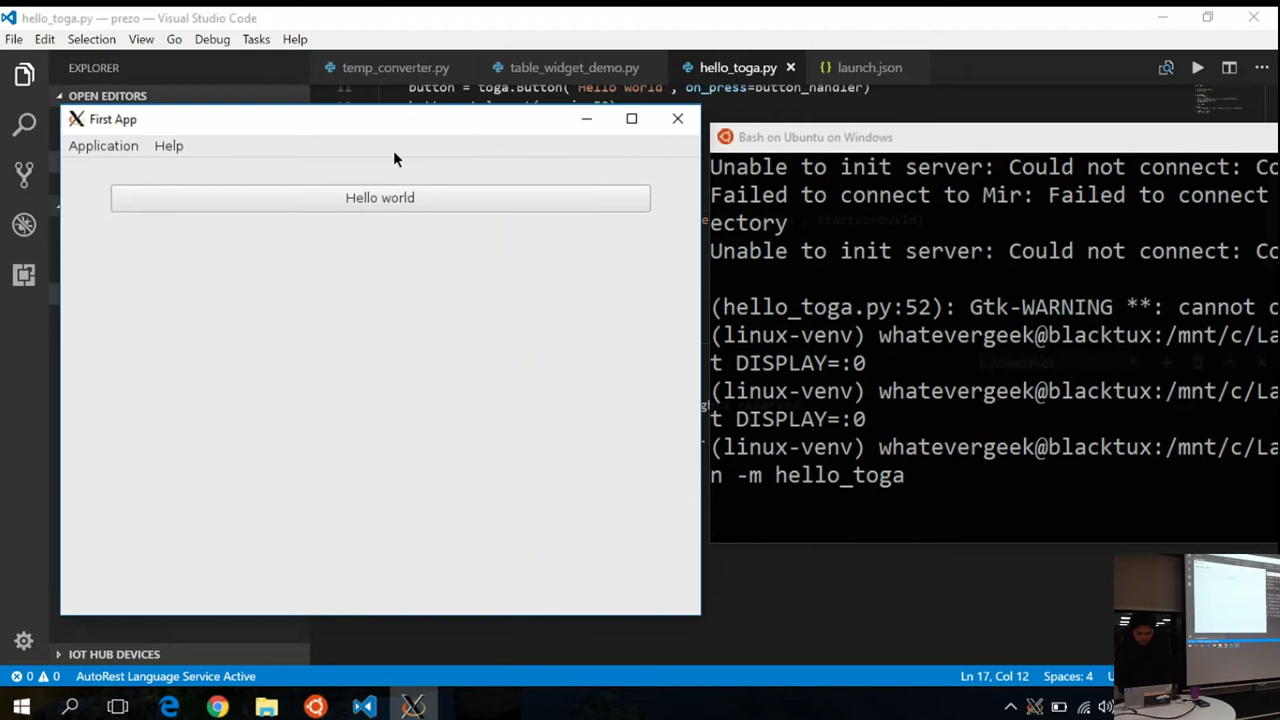 hello_toga.py — prezo — Visual Studio Code
File Edit Selection View Go Debug Tasks Help
EXPLORER
temp_converter.py table_widget_demo.py hello_toga.py launch.json
OPEN EDITORS
11 button = toga.Button('Hello world', on_press=button_handler)
First App
Application Help
Hello world
Bash on Ubuntu on Windows
Unable to init server: Could not connect: Co
Failed to connect to Mir: Failed to connect
ectory
, startup=build)
Unable to init server: Could not connect: Co
(hello_toga.py:52): Gtk-WARNING **: cannot o
(linux-venv) whatevergeek@blacktux:/mnt/c/La
t DISPLAY=:0
powershell
(linux-venv) whatevergeek@blacktux:/mnt/c/La
t DISPLAY=:0
(linux-venv) whatevergeek@blacktux:/mnt/c/La
n -m hello_toga
IOT HUB DEVICES
0 0 AutoRest Language Service Active Ln 17, Col 12 Spaces: 4